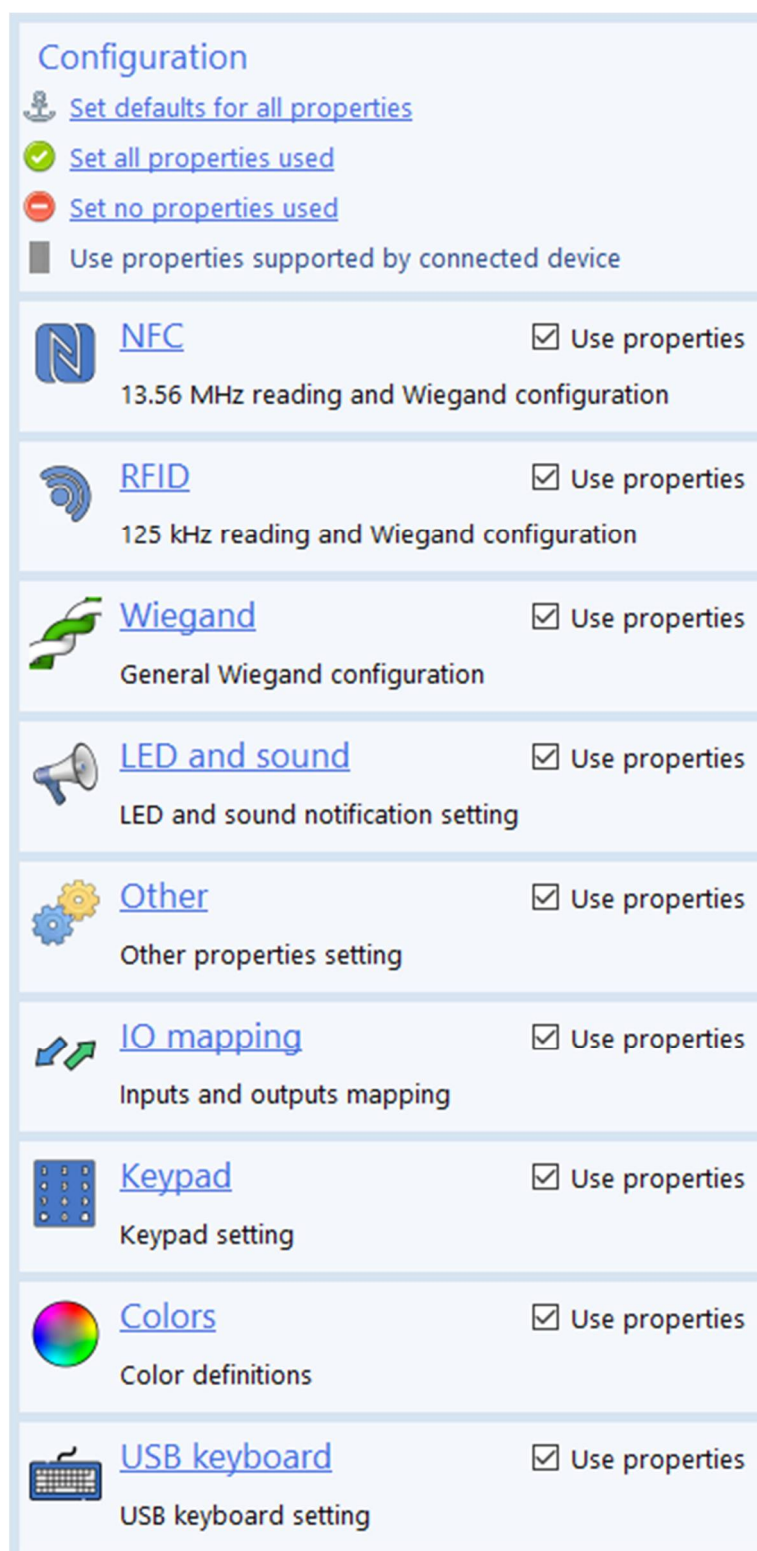 Configuration
Set defaults for all properties
Set all properties used
Set no properties used
Use properties supported by connected device
NFC Use properties
13.56 MHz reading and Wiegand configuration
RFID Use properties
125 kHz reading and Wiegand configuration
Wiegand Use properties
General Wiegand configuration
LED and sound Use properties
LED and sound notification setting
Other Use properties
Other properties setting
IO mapping Use properties
Inputs and outputs mapping
Keypad Use properties
Keypad setting
Colors Use properties
Color definitions
USB keyboard Use properties
USB keyboard setting